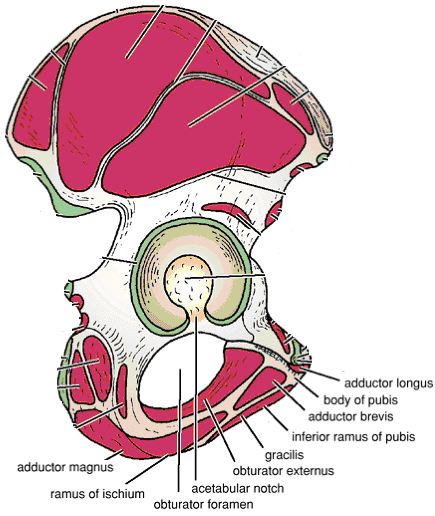 adductor longus
body of pubis
adductor brevis
inferior ramus of pubis
gracilis
obturator externus
adductor magnus
acetabular notch
ramus of ischium
obturator foramen